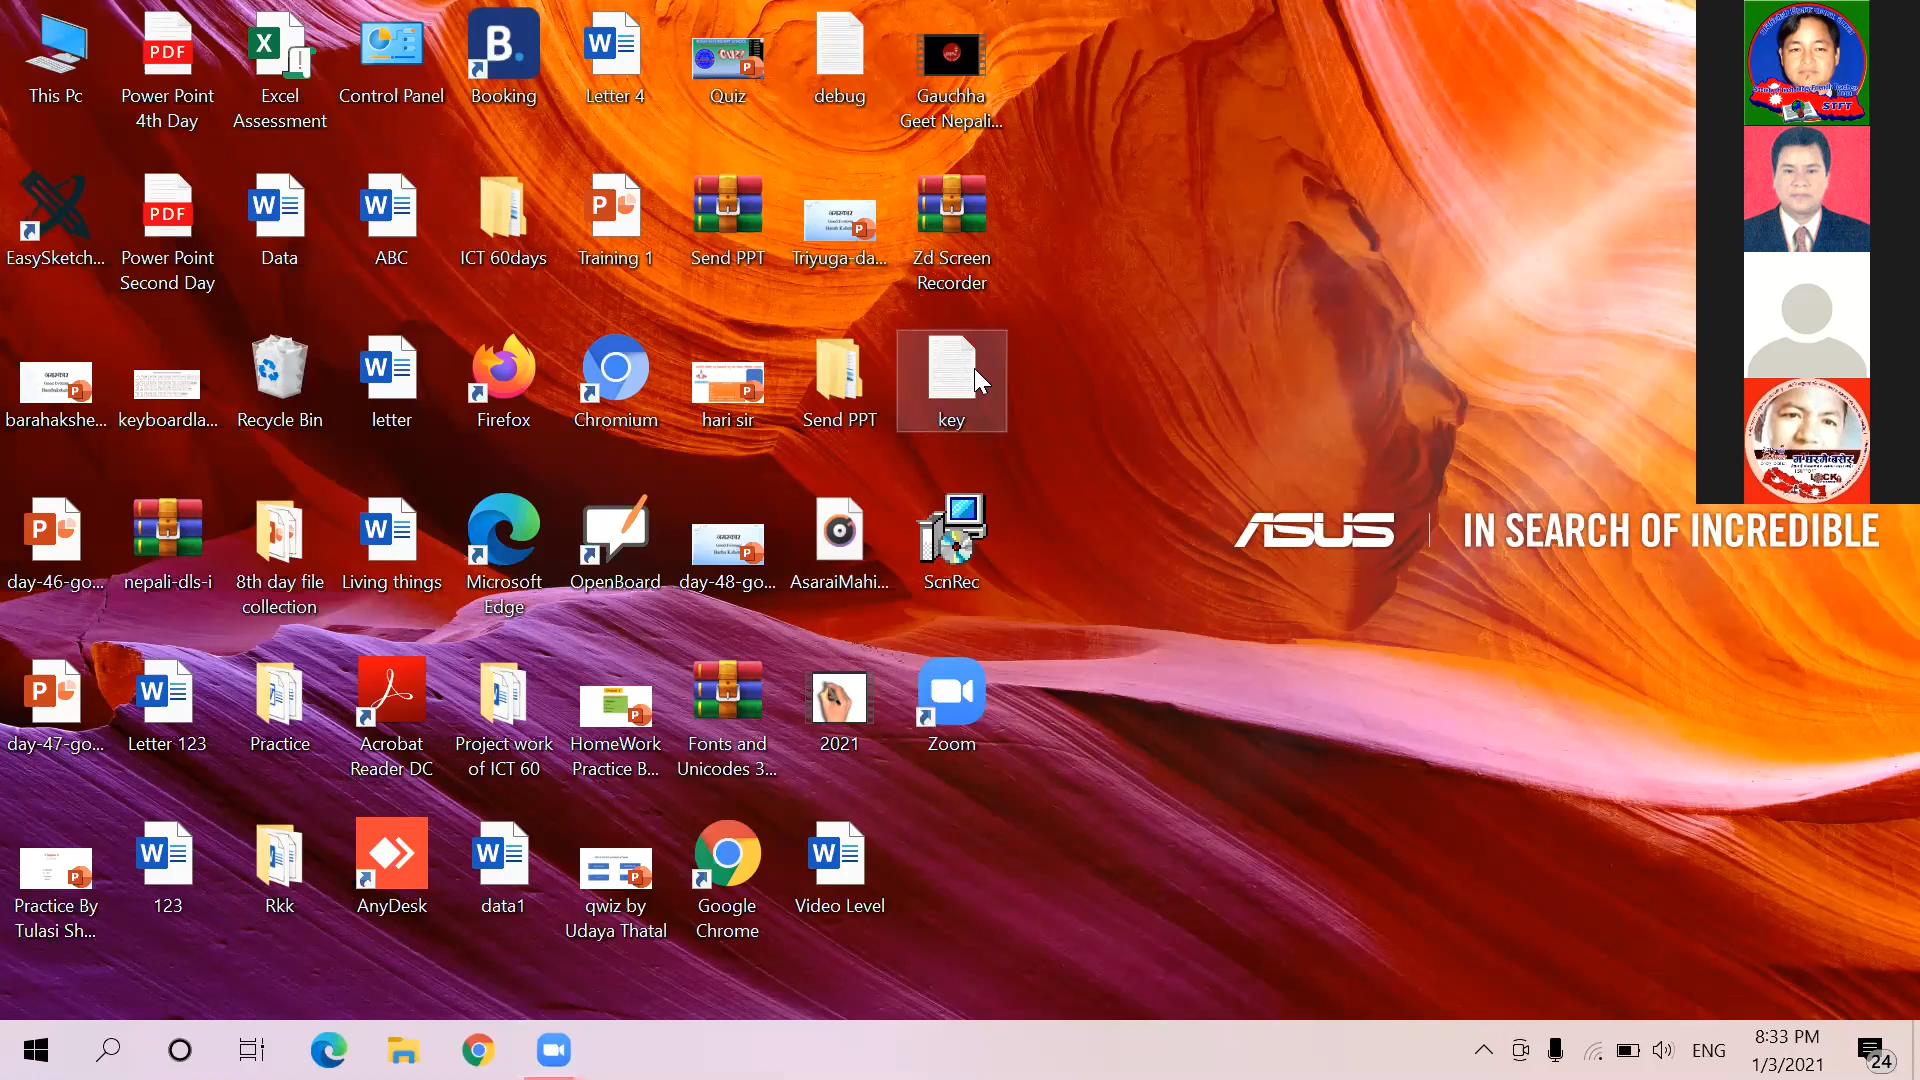 This Pc
Power Point
4th Day
Excel
Assessment
Control Panel
Booking
Letter 4
Quiz
debug
Gauchha
Geet Nepali...
EasySketch...
Power Point
Second Day
Data
ABC
ICT 60days
Training 1
Send PPT
Triyuga-da...
Zd Screen
Recorder
barahakshe...
keyboardla...
Recycle Bin
letter
Firefox
Chromium
hari sir
Send PPT
key
day-46-go...
nepali-dls-i
8th day file
collection
Living things
Microsoft
Edge
OpenBoard
day-48-go...
AsaraiMahi...
ScnRec
day-47-go...
Letter 123
Practice
Acrobat
Reader DC
Project work
of ICT 60
HomeWork
Practice B...
Fonts and
Unicodes 3...
2021
Zoom
Practice By
Tulasi Sh...
123
Rkk
AnyDesk
data1
qwiz by
Udaya Thatal
Google
Chrome
Video Level
PDF
PDF
B.
नमस्कार
नमस्कार
STFT
ASUS
IN SEARCH OF INCREDIBLE
ENG
8:33 PM
1/3/2021
24